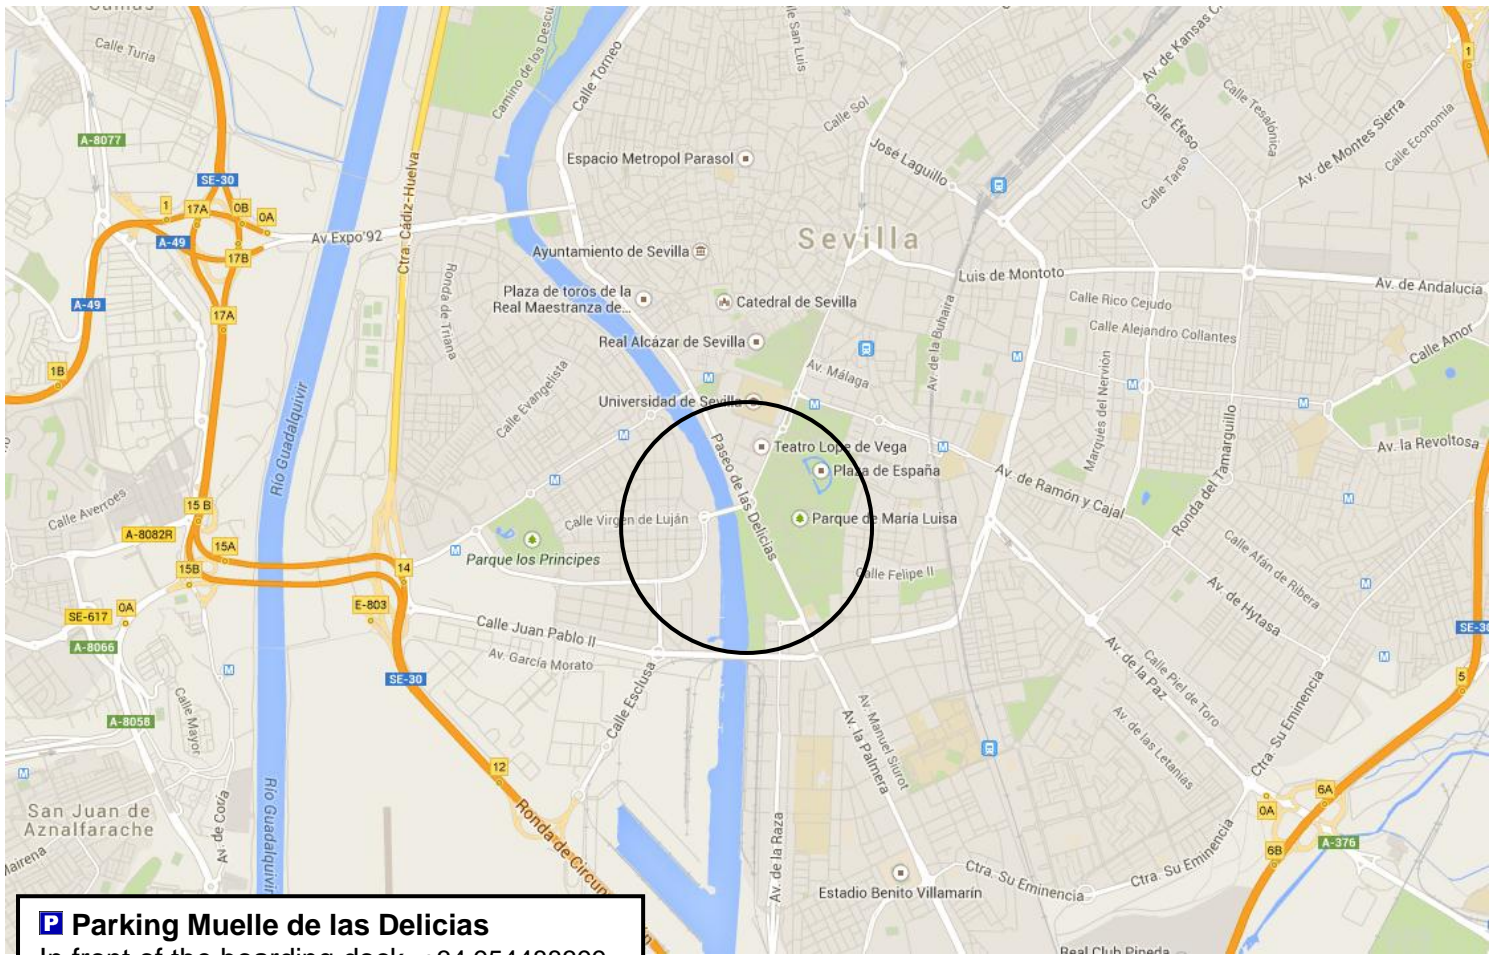 Camino de los Descu
Calle Torneo
Calle San Luis
Av. de Kansas C
1
Calle Turia
Calle Sol
Calle Éfeso
Calle Tesalónica
Av. de Montes Sierra
Calle Economía
A-8077
Ctra. Cádiz-Huelva
Espacio Metropol Parasol
José Laguillo
Calle Tarso
SE-30
1
17A
0B
0A
A-49
Av. Expo'92
17B
Sevilla
Ayuntamiento de Sevilla
Luis de Montoto
Av. de Andalucía
Ronda de Triana
Plaza de toros de la
Real Maestranza de...
Catedral de Sevilla
Calle Rico Cejudo
A-49
17A
Calle Alejandro Collantes
Real Alcázar de Sevilla
Av. de la Buhaira
Calle Amor
1B
Av. Málaga
Marqués del Nervión
Río Guadalquivir
Calle Evangelista
Universidad de Sevilla
Ronda del Tamarguillo
Paseo de las Delicias
Teatro Lope de Vega
Av. la Revoltosa
Plaza de España
Av. de Ramón y Cajal
Calle Averroes
15 B
Calle Virgen de Luján
Parque de María Luisa
A-8082R
15A
Parque los Principes
Calle Afán de Ribera
15B
14
Calle Felipe II
Av. de Hytasa
SE-617
0A
E-803
Calle Juan Pablo II
SE-30
A-8066
Av. García Morato
Av. de la Paz
Calle Piel de Toro
SE-30
Calle Mayor
Calle Esclusa
5
A-8058
Av. la Palmera
Av. Manuel Siurot
Av. de las Letanías
Ctra. Su Eminencia
12
San Juan de
Aznalfarache
Av. de Coria
Río Guadalquivir
Ronda de Circun
Av. de la Raza
6A
0A
A-376
6B
Mairena
Estadio Benito Villamarín
Ctra. Su Eminencia
Ctra. Su Eminencia
Real Club Pineda
P Parking Muelle de las Delicias
In front of the boarding dock.